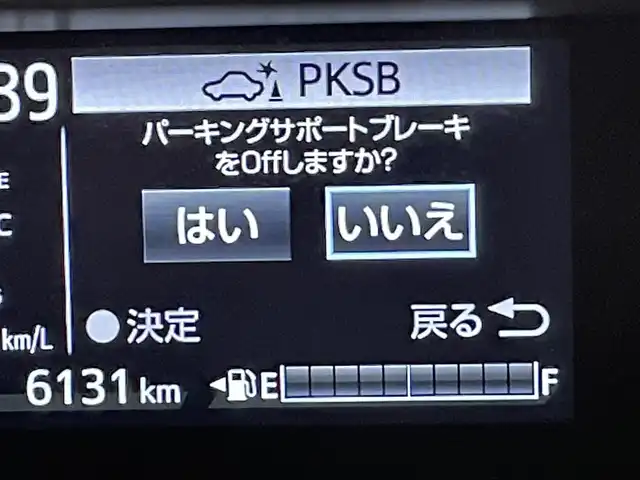 39
PKSB
パーキングサポートブレーキ
をOffしますか?
E
C
はい いいえ
km/L
決定 戻る
6131 km E F